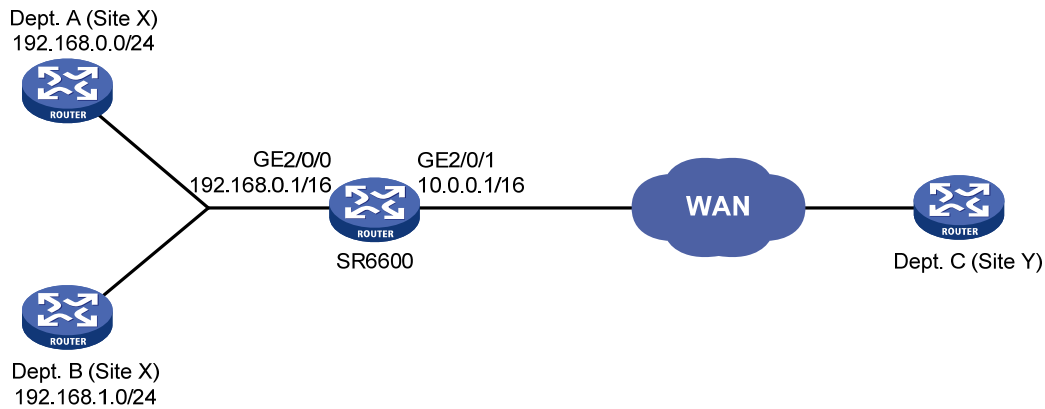 Dept. A (Site X)
192.168.0.0/24
ROUTER
GE2/0/0
192.168.0.1/16
GE2/0/1
10.0.0.1/16
ROUTER
SR6600
WAN
ROUTER
Dept. C (Site Y)
ROUTER
Dept. B (Site X)
192.168.1.0/24